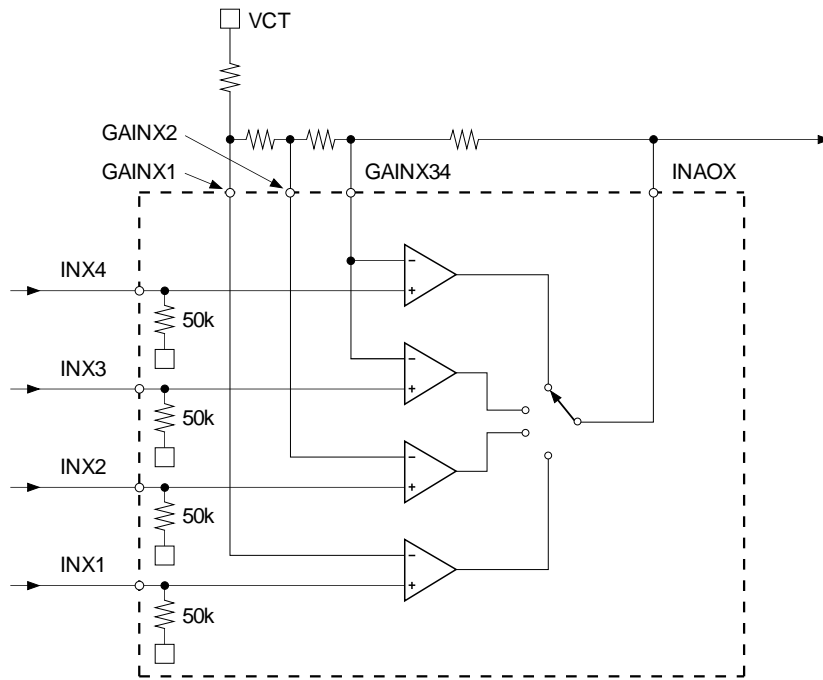 VCT
GAINX2
GAINX1
GAINX34
INAOX
INX4
−
+
50k
INX3
−
+
50k
INX2
−
+
50k
INX1
−
+
50k